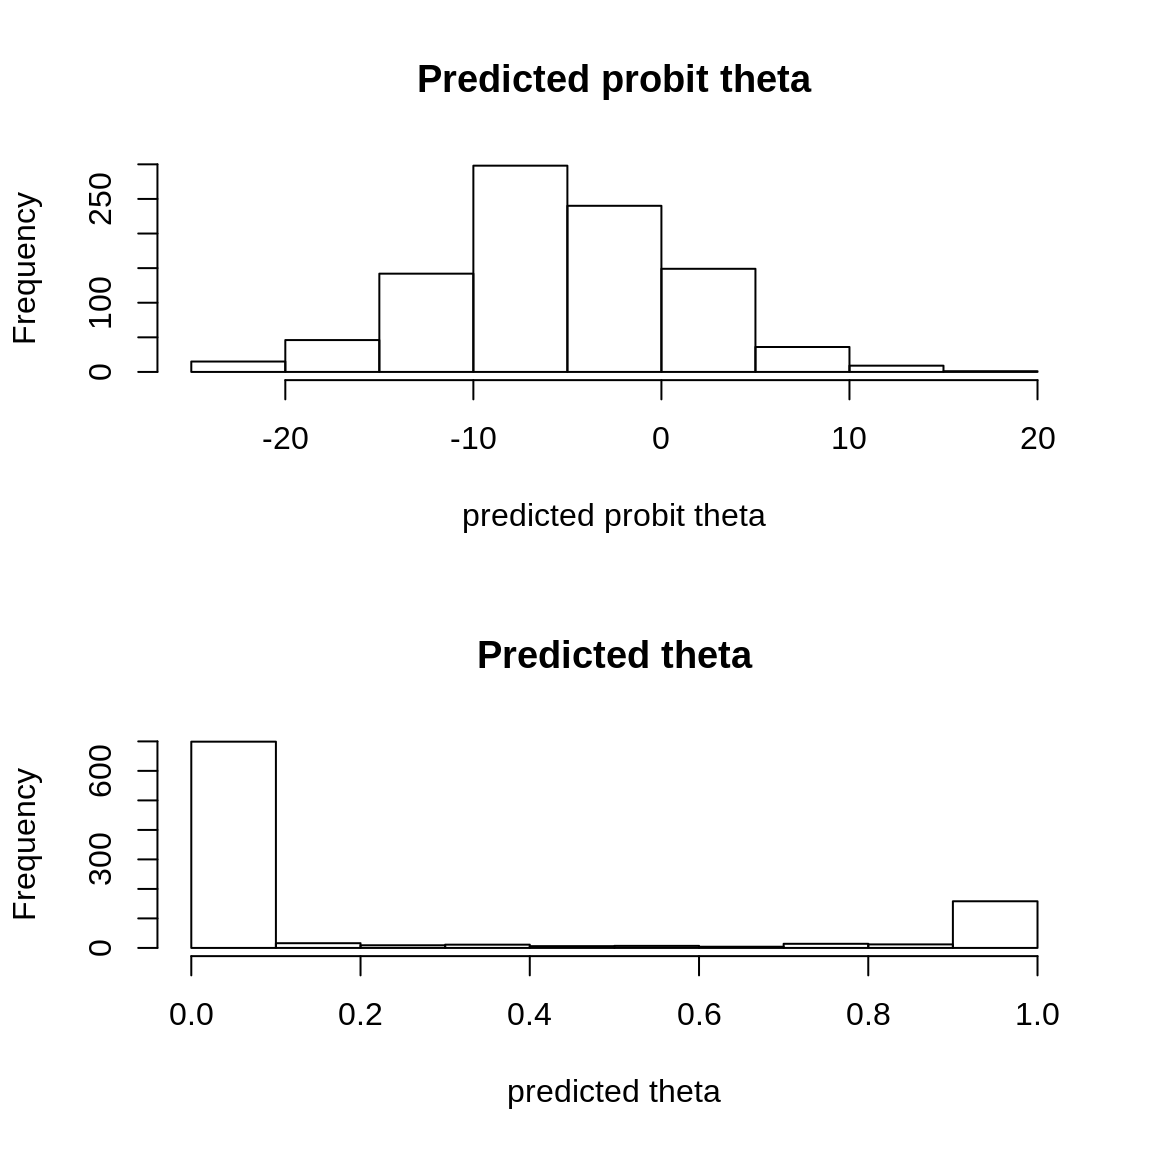 Predicted probit theta
Frequency
250
100
0
-20 -10 0 10 20
predicted probit theta
Predicted theta
Frequency
600
300
0
0.0 0.2 0.4 0.6 0.8 1.0
predicted theta